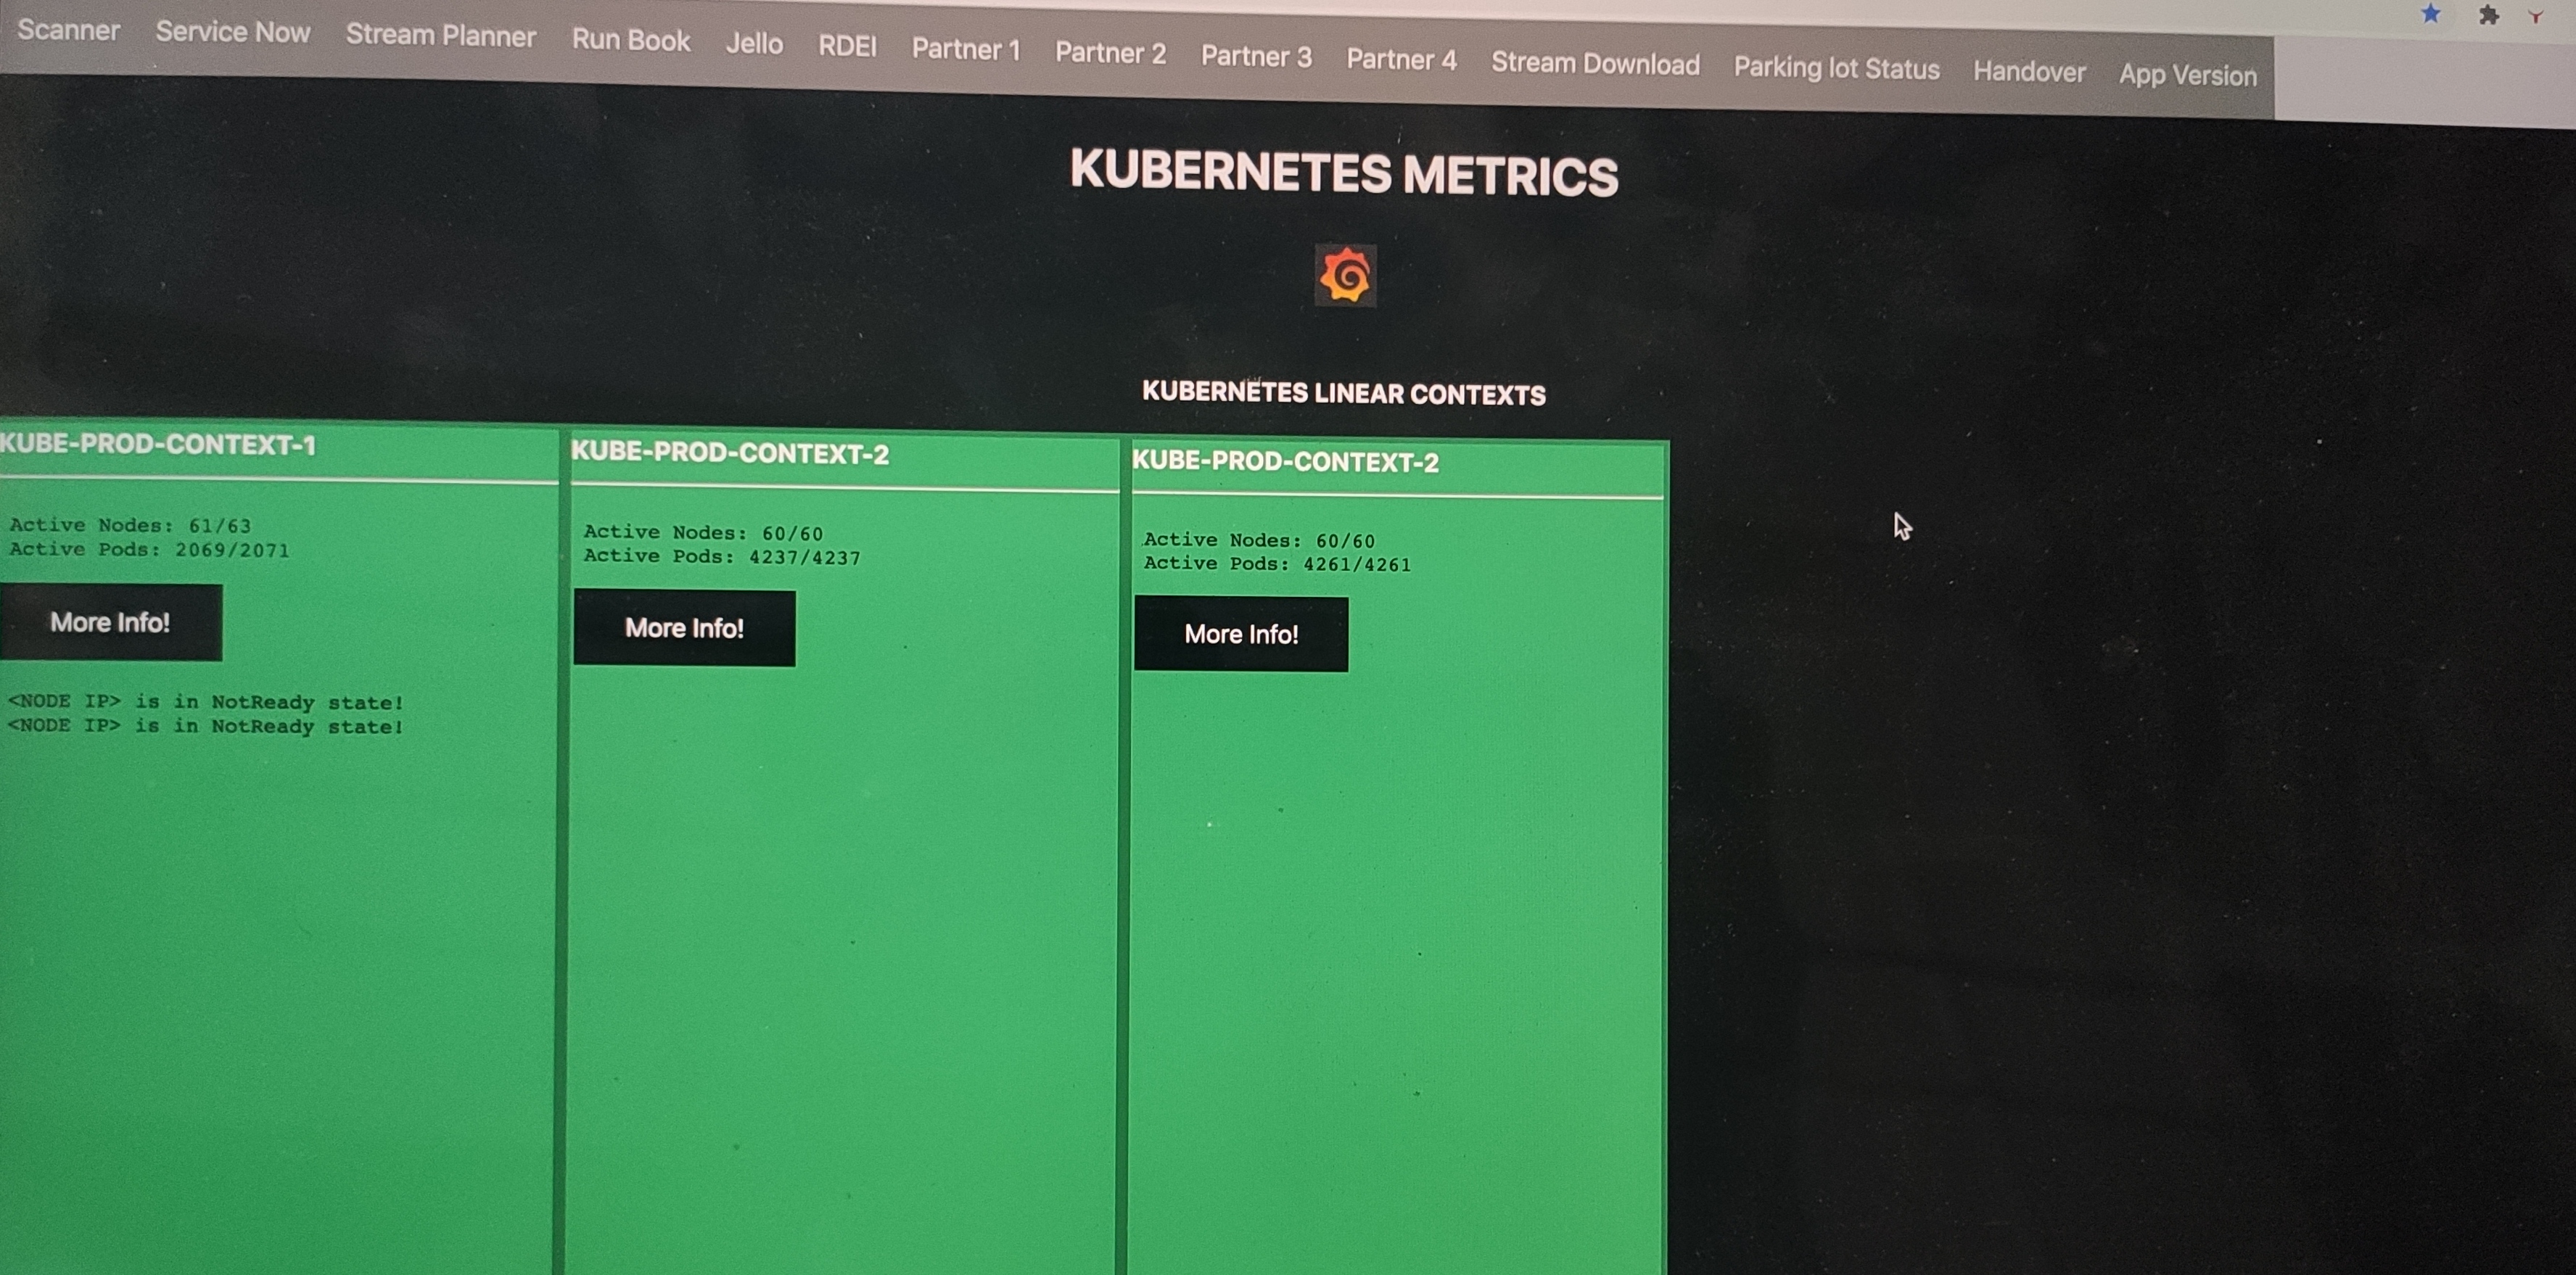 Scanner Service Now Stream Planner Run Book Jello RDEI Partner 1 Partner 2 Partner 3 Partner 4 Stream Download Parking lot Status Handover App Version
KUBERNETES METRICS
KUBERNETES LINEAR CONTEXTS
KUBE-PROD-CONTEXT-1
Active Nodes: 61/63
Active Pods: 2069/2071
More Info!
<NODE IP> is in NotReady state!
<NODE IP> is in NotReady state!
KUBE-PROD-CONTEXT-2
Active Nodes: 60/60
Active Pods: 4237/4237
More Info!
KUBE-PROD-CONTEXT-2
Active Nodes: 60/60
Active Pods: 4261/4261
More Info!